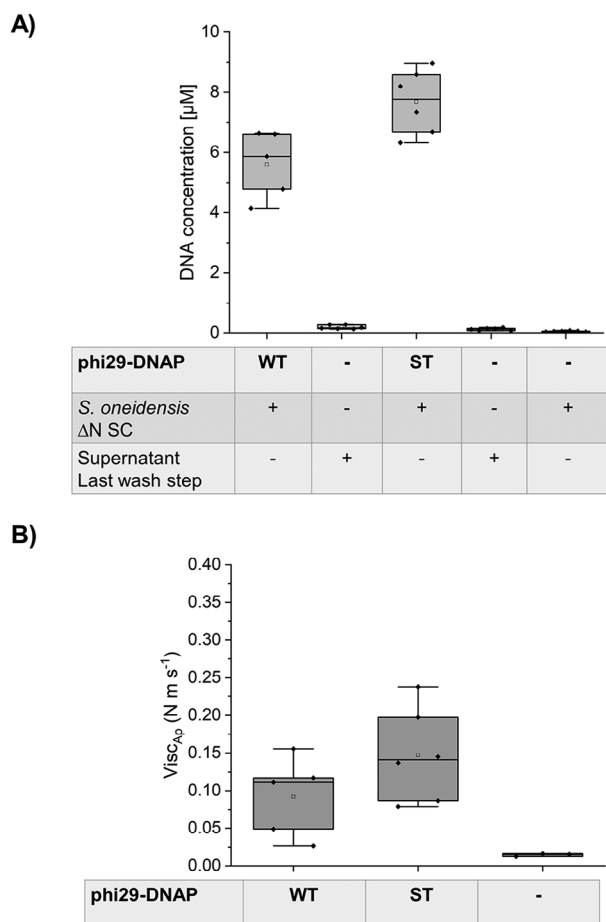 A)
10
8
6
4
2
0
DNA concentration [µM]
phi29-DNAP WT - ST - -
S. oneidensis
ΔN SC + - + - +
Supernatant
Last wash step - + - + -
B)
0.40
0.35
0.30
0.25
0.20
0.15
0.10
0.05
0.00
Visc_Ap (N m s⁻¹)
phi29-DNAP WT ST -